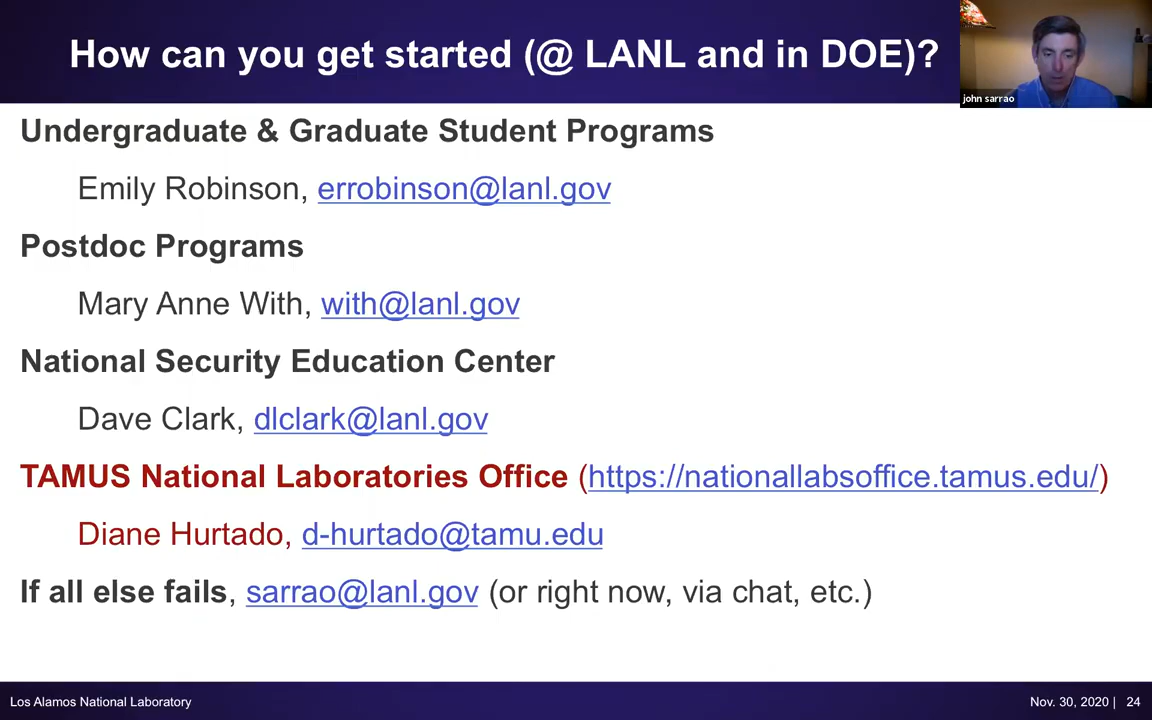 How can you get started (@ LANL and in DOE)?
john sarrao
Undergraduate & Graduate Student Programs
Emily Robinson, errobinson@lanl.gov
Postdoc Programs
Mary Anne With, with@lanl.gov
National Security Education Center
Dave Clark, dlclark@lanl.gov
TAMUS National Laboratories Office (https://nationallabsoffice.tamus.edu/)
Diane Hurtado, d-hurtado@tamu.edu
If all else fails, sarrao@lanl.gov (or right now, via chat, etc.)
Los Alamos National Laboratory
Nov. 30, 2020 | 24